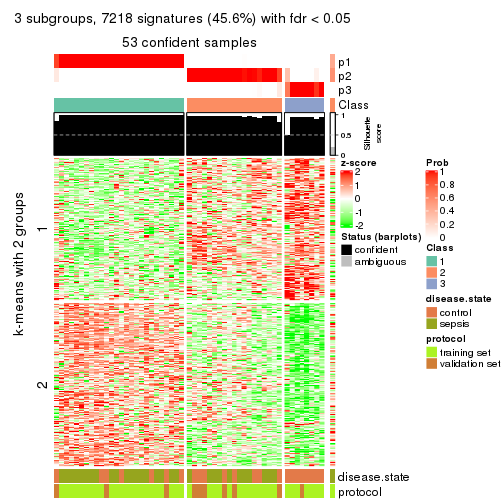 3 subgroups, 7218 signatures (45.6%) with fdr < 0.05
53 confident samples
p1
p2
p3
Class
1
0.5
0
Silhouette
score
k-means with 2 groups
1
2
z-score
2
1
0
-1
-2
Status (barplots)
confident
ambiguous
Prob
1
0.8
0.6
0.4
0.2
0
Class
1
2
3
disease.state
control
sepsis
protocol
training set
validation set
disease.state
protocol